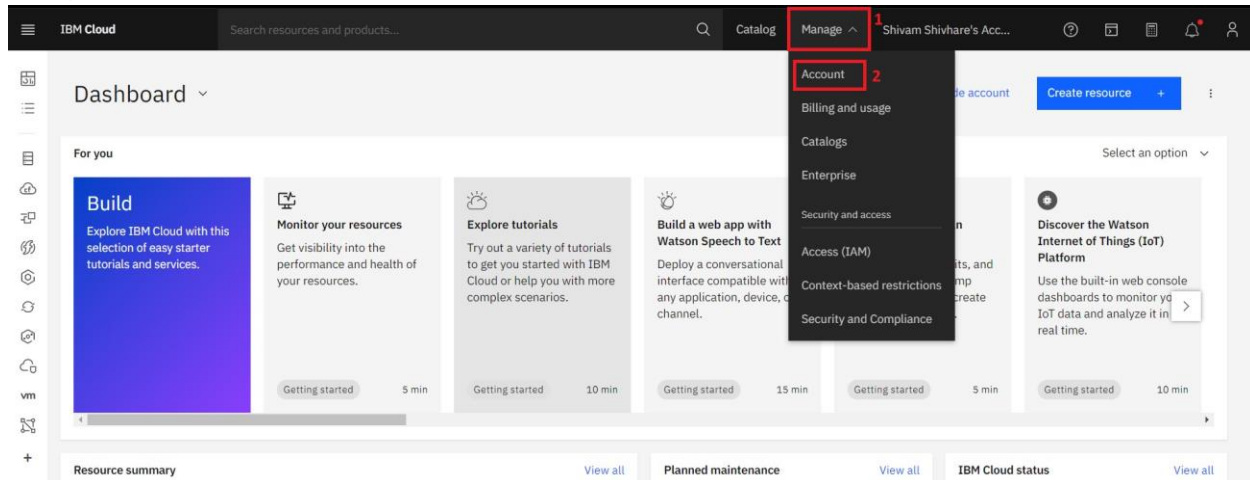 IBM Cloud
Search resources and products...
Catalog
Manage
1
Shivam Shivhare's Acc...
Account
2
Billing and usage
Catalogs
Enterprise
Security and access
Access (IAM)
Context-based restrictions
Security and Compliance
Dashboard
account
Create resource +
For you
Select an option
Build
Explore IBM Cloud with this
selection of easy starter
tutorials and services.
Monitor your resources
Get visibility into the
performance and health of
your resources.
Getting started
5 min
Explore tutorials
Try out a variety of tutorials
to get you started with IBM
Cloud or help you with more
complex scenarios.
Getting started
10 min
Build a web app with
Watson Speech to Text
Deploy a conversational
interface compatible with
any application, device,
channel.
Getting started
15 min
its, and
create
Getting started
5 min
Discover the Watson
Internet of Things (IoT)
Platform
Use the built-in web console
dashboards to monitor
IoT data and analyze it in
real time.
Getting started
10 min
vm
Resource summary
View all
Planned maintenance
View all
IBM Cloud status
View all